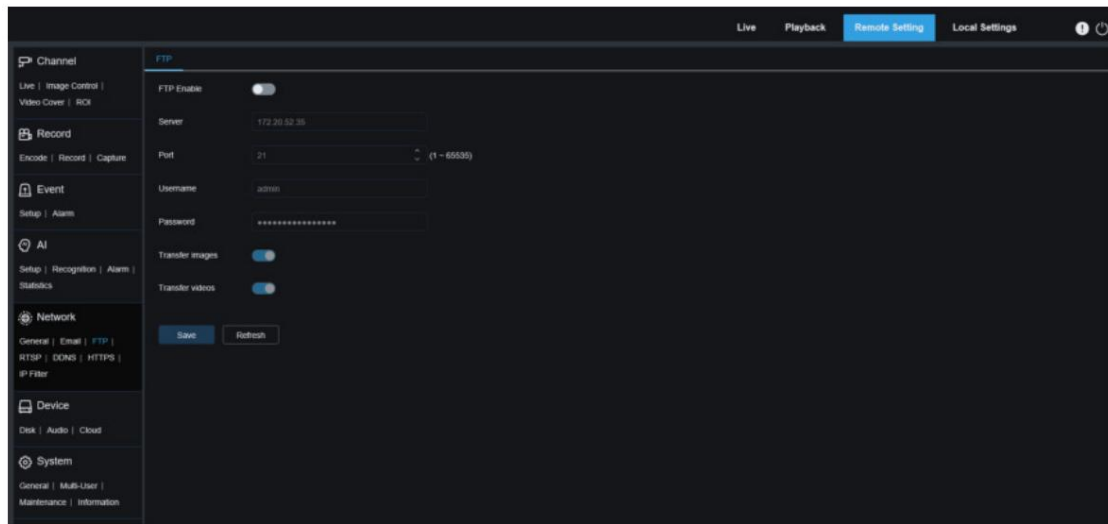 Live Playback Remote Setting Local Settings
Channel
Live | Image Control |
Video Cover | ROI
Record
Encode | Record | Capture
Event
Setup | Alarm
AI
Setup | Recognition | Alarm |
Statistics
Network
General | Email | FTP |
RTSP | DDNS | HTTPS |
IP Filter
Device
Disk | Audio | Cloud
System
General | Multi-User |
Maintenance | Information
FTP
FTP Enable
Server 172.20.52.35
Port 21 (1 ~ 65535)
Username admin
Password ****************
Transfer images
Transfer videos
Save Refresh